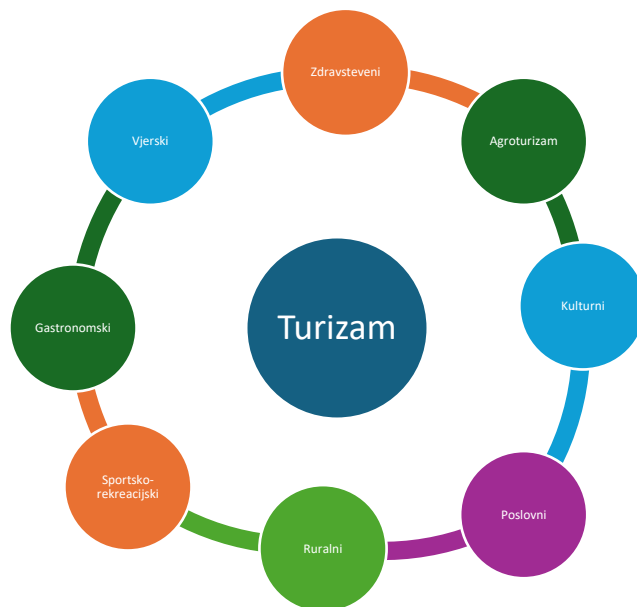 Zdravsteveni
Agroturizam
Kulturni
Poslovni
Ruralni
Sportsko-
rekreacijski
Gastronomski
Vjerski
Turizam